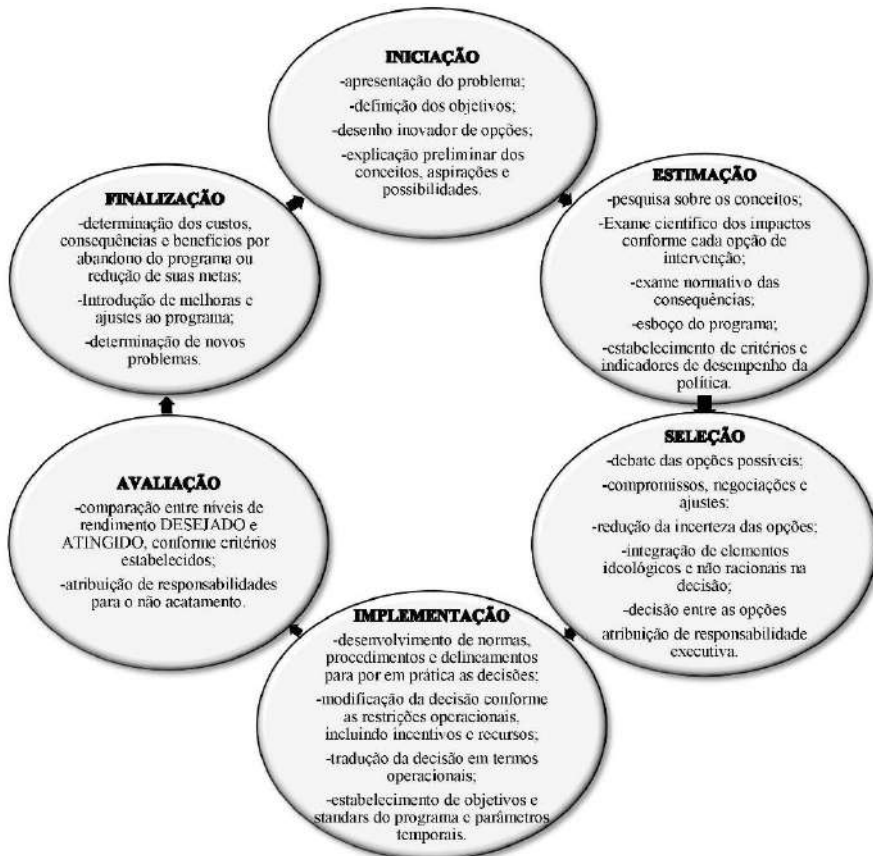 INICIAÇÃO
-apresentação do problema;
-definição dos objetivos;
-desenho inovador de opções;
-explicação preliminar dos
conceitos, aspirações e
possibilidades.
ESTIMAÇÃO
-pesquisa sobre os conceitos;
-Exame científico dos impactos
conforme cada opção de
intervenção;
-exame normativo das
consequências;
-esboço do programa;
-estabelecimento de critérios e
indicadores de desempenho da
política.
SELEÇÃO
-debate das opções possíveis;
-compromissos, negociações e
ajustes;
-redução da incerteza das opções;
-integração de elementos
ideológicos e não racionais na
decisão;
-decisão entre as opções
atribuição de responsabilidade
executiva.
IMPLEMENTAÇÃO
-desenvolvimento de normas,
procedimentos e delineamentos
para por em prática as decisões;
-modificação da decisão conforme
as restrições operacionais,
incluindo incentivos e recursos;
-tradução da decisão em termos
operacionais;
-estabelecimento de objetivos e
standars do programa e parâmetros
temporais.
AVALIAÇÃO
-comparação entre níveis de
rendimento DESEJADO e
ATINGIDO, conforme critérios
estabelecidos;
-atribuição de responsabilidades
para o não acatamento.
FINALIZAÇÃO
-determinação dos custos,
consequências e benefícios por
abandono do programa ou
redução de suas metas;
-Introdução de melhoras e
ajustes ao programa;
-determinação de novos
problemas.